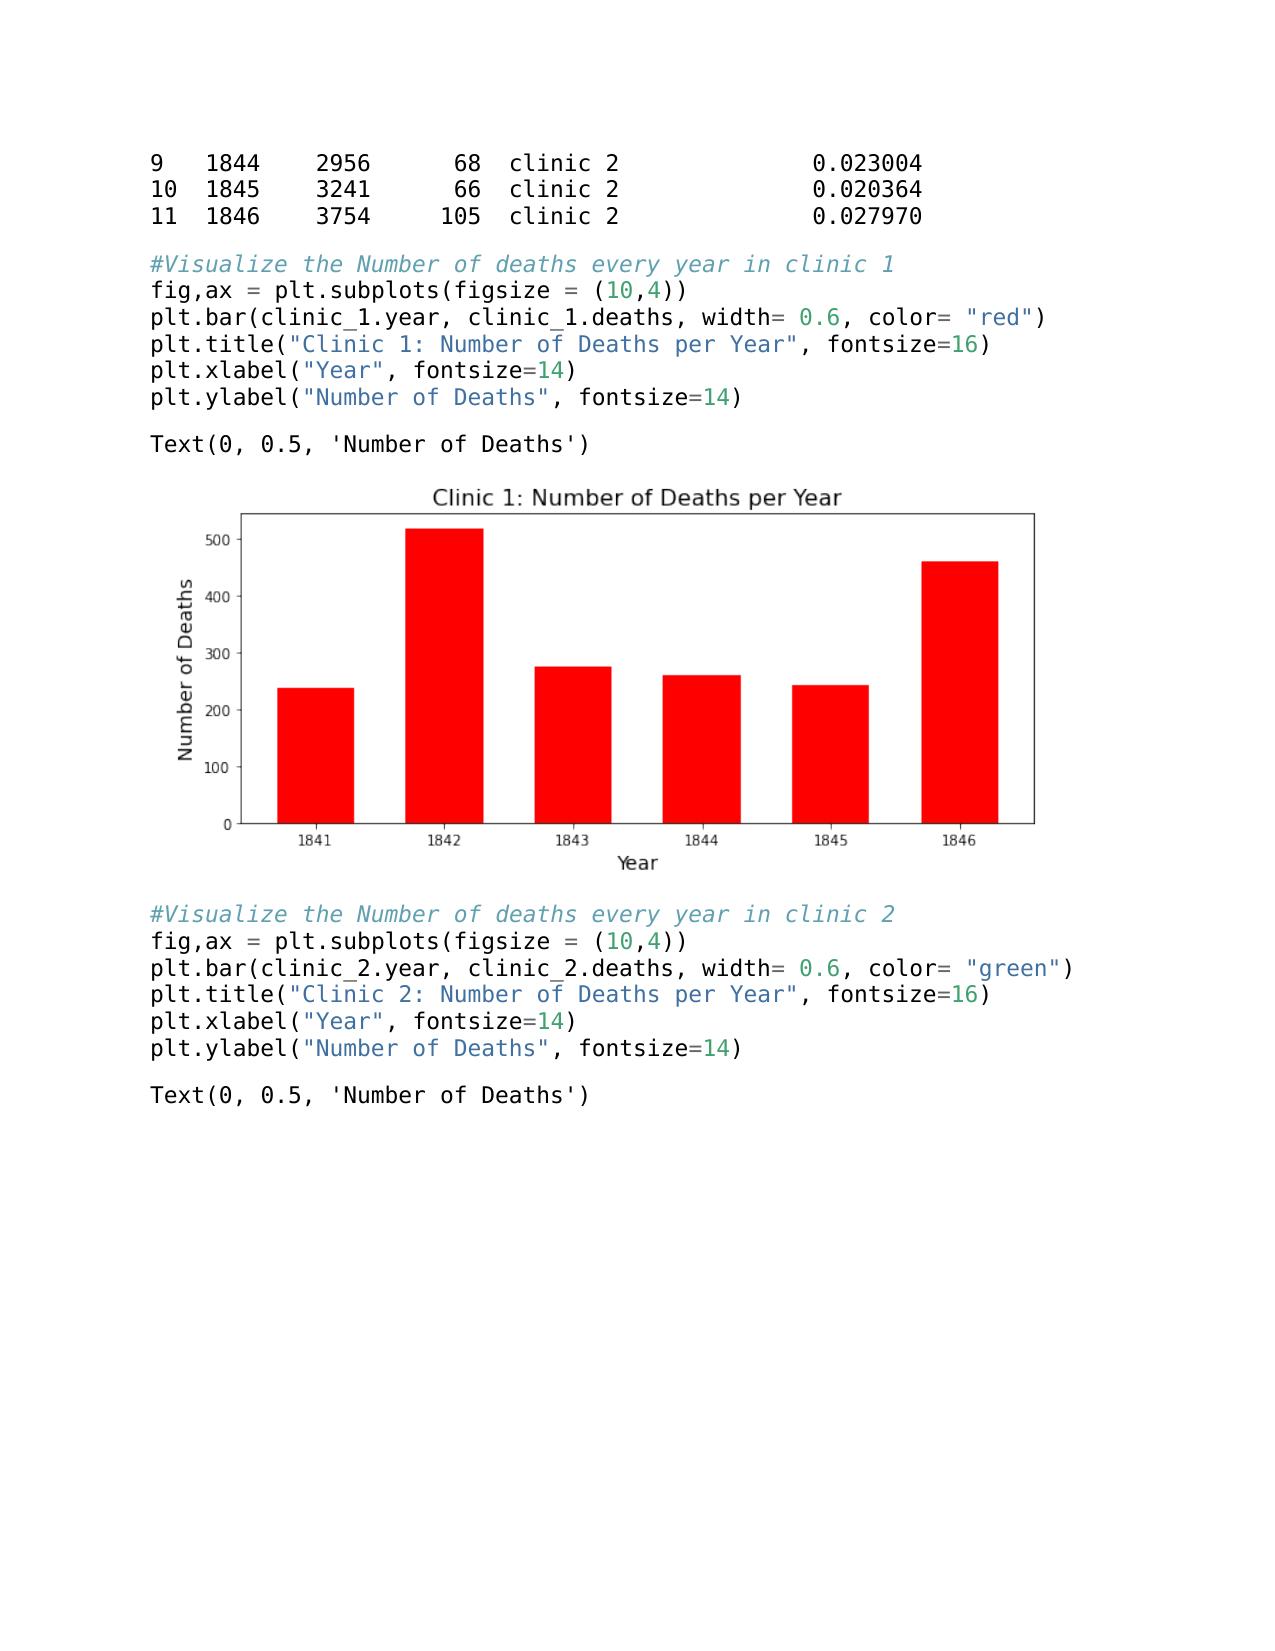 9   1844    2956      68  clinic 2              0.023004
10  1845    3241      66  clinic 2              0.020364
11  1846    3754     105  clinic 2              0.027970
#Visualize the Number of deaths every year in clinic 1
fig,ax = plt.subplots(figsize = (10,4))
plt.bar(clinic_1.year, clinic_1.deaths, width= 0.6, color= "red")
plt.title("Clinic 1: Number of Deaths per Year", fontsize=16)
plt.xlabel("Year", fontsize=14)
plt.ylabel("Number of Deaths", fontsize=14)
Text(0, 0.5, 'Number of Deaths')
Clinic 1: Number of Deaths per Year
Number of Deaths
500
400
300
200
100
0
1841 1842 1843 1844 1845 1846
Year
#Visualize the Number of deaths every year in clinic 2
fig,ax = plt.subplots(figsize = (10,4))
plt.bar(clinic_2.year, clinic_2.deaths, width= 0.6, color= "green")
plt.title("Clinic 2: Number of Deaths per Year", fontsize=16)
plt.xlabel("Year", fontsize=14)
plt.ylabel("Number of Deaths", fontsize=14)
Text(0, 0.5, 'Number of Deaths')